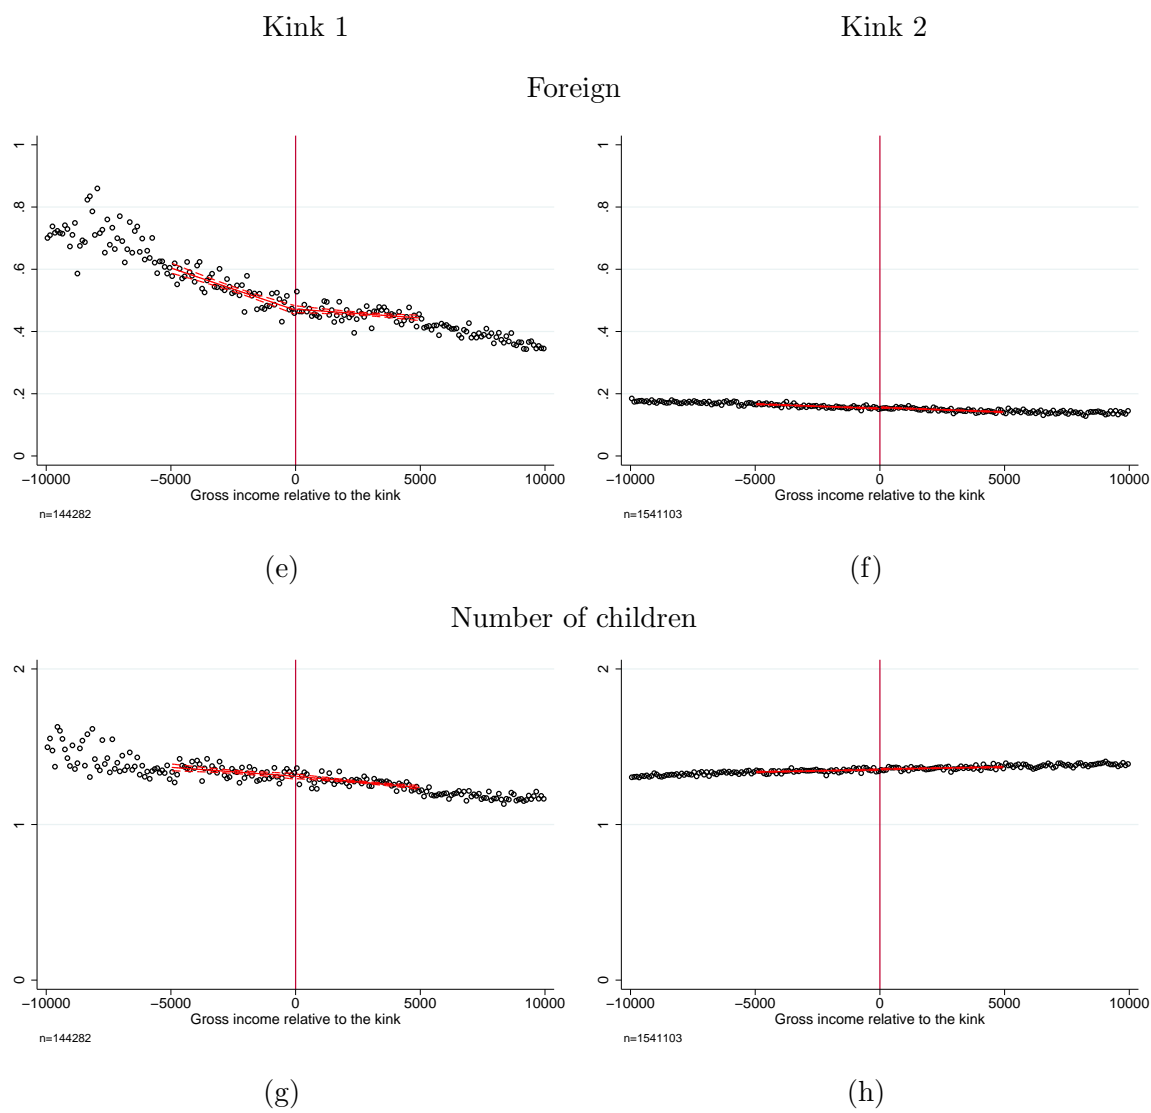 Kink 1
Kink 2
Foreign
1
.8
.6
.4
.2
0
−10000 −5000 0 5000 10000
Gross income relative to the kink
n=144282
(e)
1
.8
.6
.4
.2
0
−10000 −5000 0 5000 10000
Gross income relative to the kink
n=1541103
(f)
Number of children
2
1
0
−10000 −5000 0 5000 10000
Gross income relative to the kink
n=144282
(g)
2
1
0
−10000 −5000 0 5000 10000
Gross income relative to the kink
n=1541103
(h)